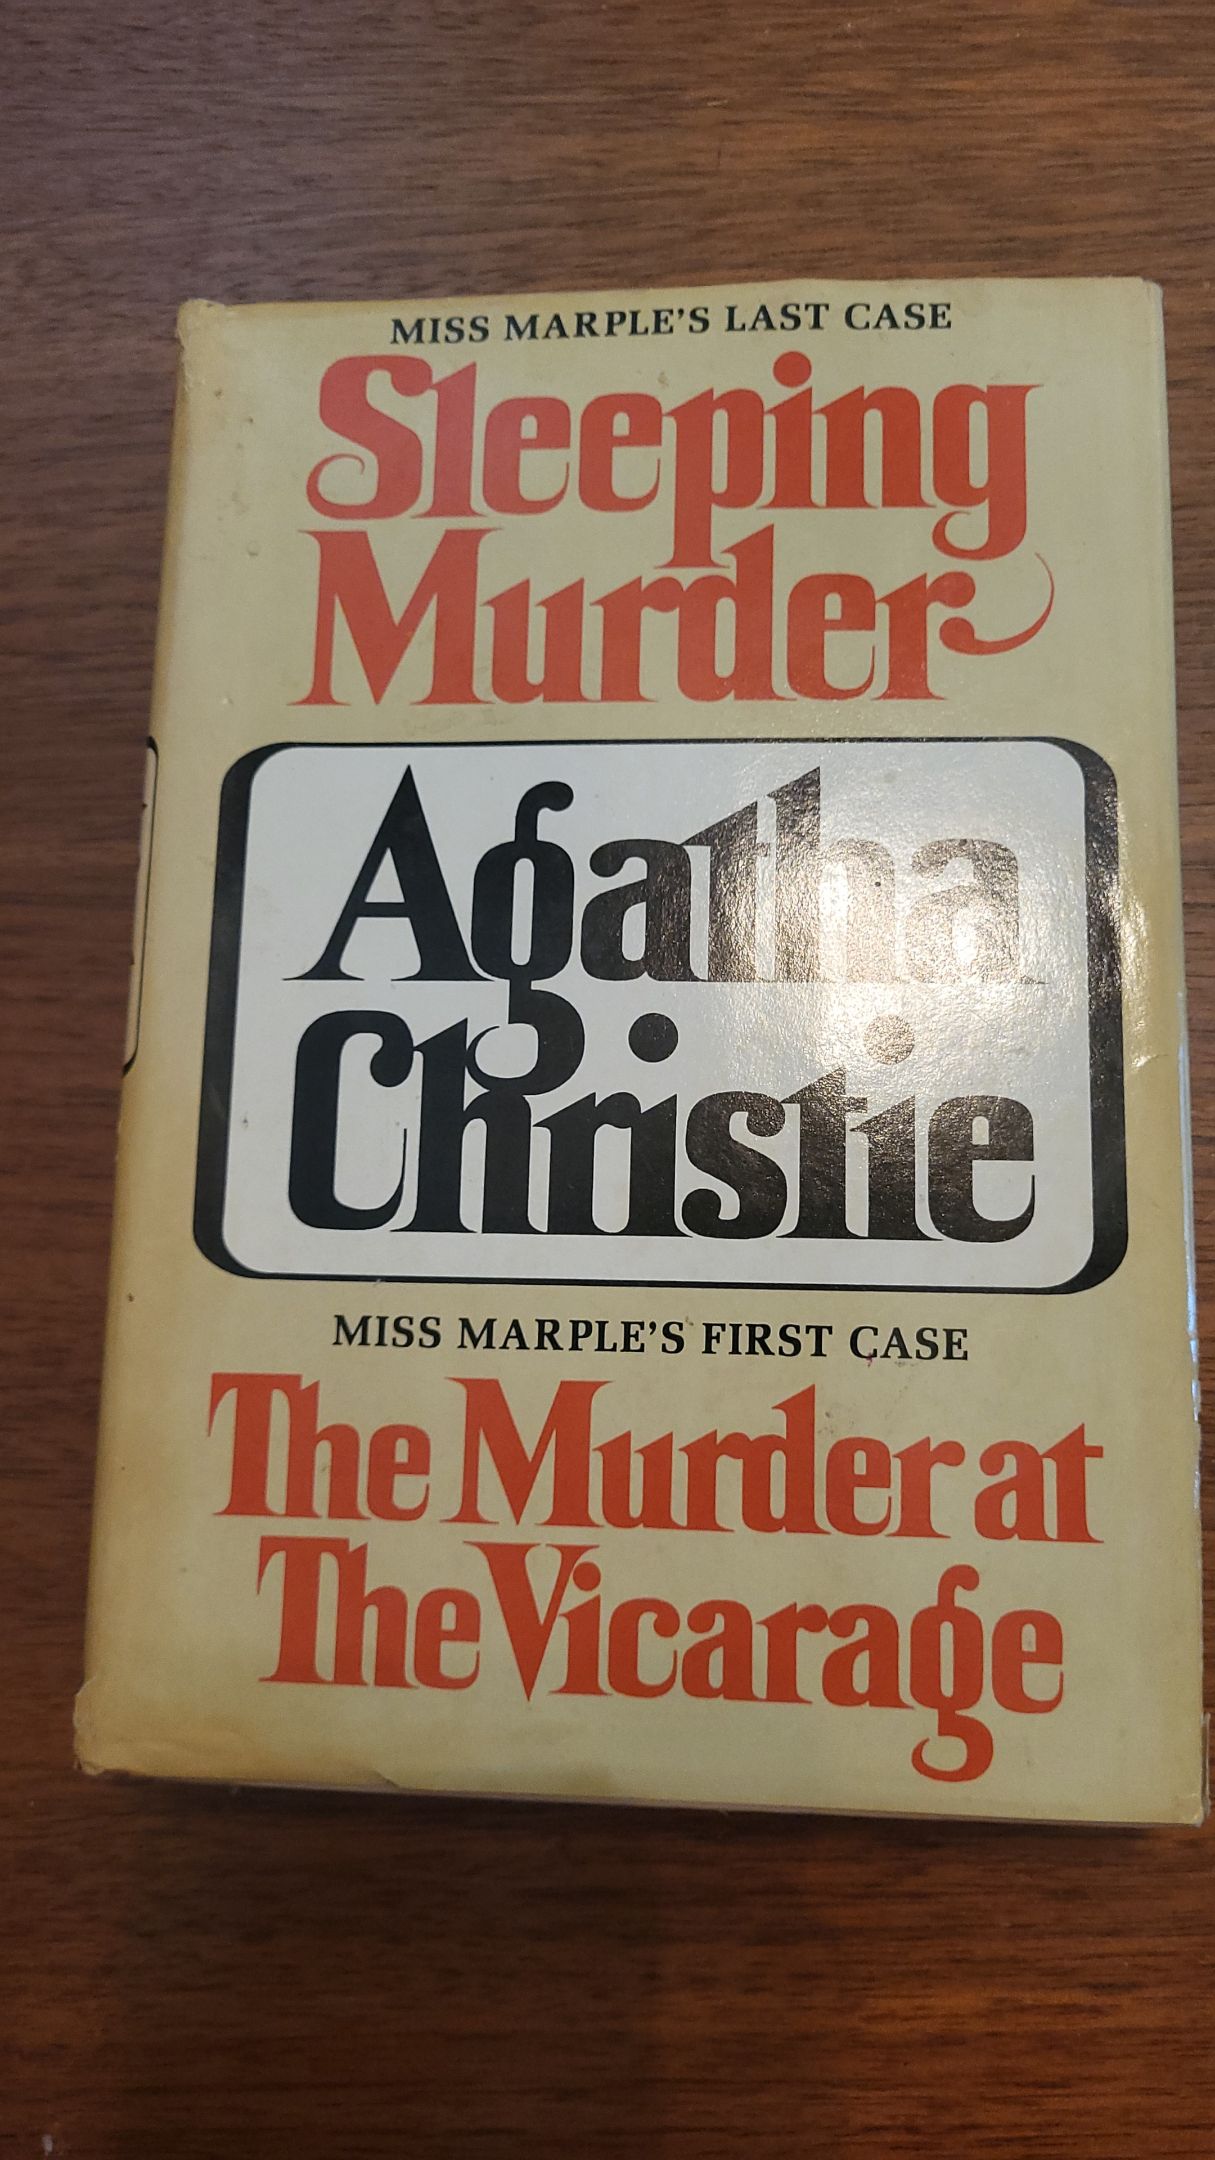 MISS MARPLE'S LAST CASE
Sleeping
Murder
Agatha
Christie
MISS MARPLE'S FIRST CASE
The Murder at
The Vicarage